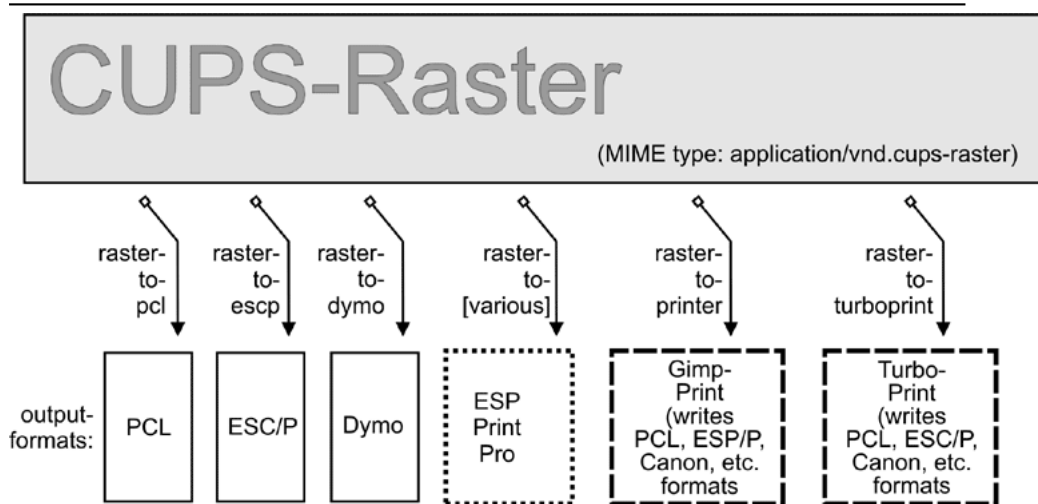 CUPS-Raster
(MIME type: application/vnd.cups-raster)
raster-
to-
pcl
raster-
to-
escp
raster-
to-
dymo
raster-
to-
[various]
raster-
to-
printer
raster-
to-
turboprint
output-
formats:
PCL
ESC/P
Dymo
ESP
Print
Pro
Gimp-
Print
(writes
PCL, ESP/P,
Canon, etc.
formats
Turbo-
Print
(writes
PCL, ESC/P,
Canon, etc.
formats